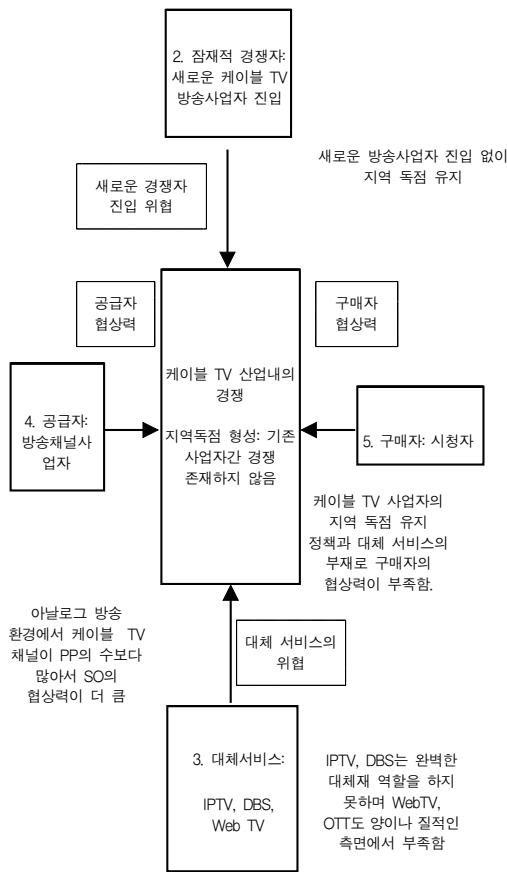 2. 잠재적 경쟁자:
새로운 케이블 TV
방송사업자 진입
새로운 방송사업자 진입 없이
지역 독점 유지
새로운 경쟁자
진입 위협
공급자
협상력
구매자
협상력
케이블 TV 산업내의
경쟁
지역독점 형성: 기존
사업자간 경쟁
존재하지 않음
4. 공급자:
방송채널사
업자
5. 구매자: 시청자
케이블 TV 사업자의
지역 독점 유지
정책과 대체 서비스의
부재로 구매자의
협상력이 부족함.
아날로그 방송
환경에서 케이블 TV
채널이 PP의 수보다
많아서 SO의
협상력이 더 큼
대체 서비스의
위협
3. 대체서비스:
IPTV, DBS,
Web TV
IPTV, DBS는 완벽한
대체재 역할을 하지
못하며 WebTV,
OTT도 양이나 질적인
측면에서 부족함